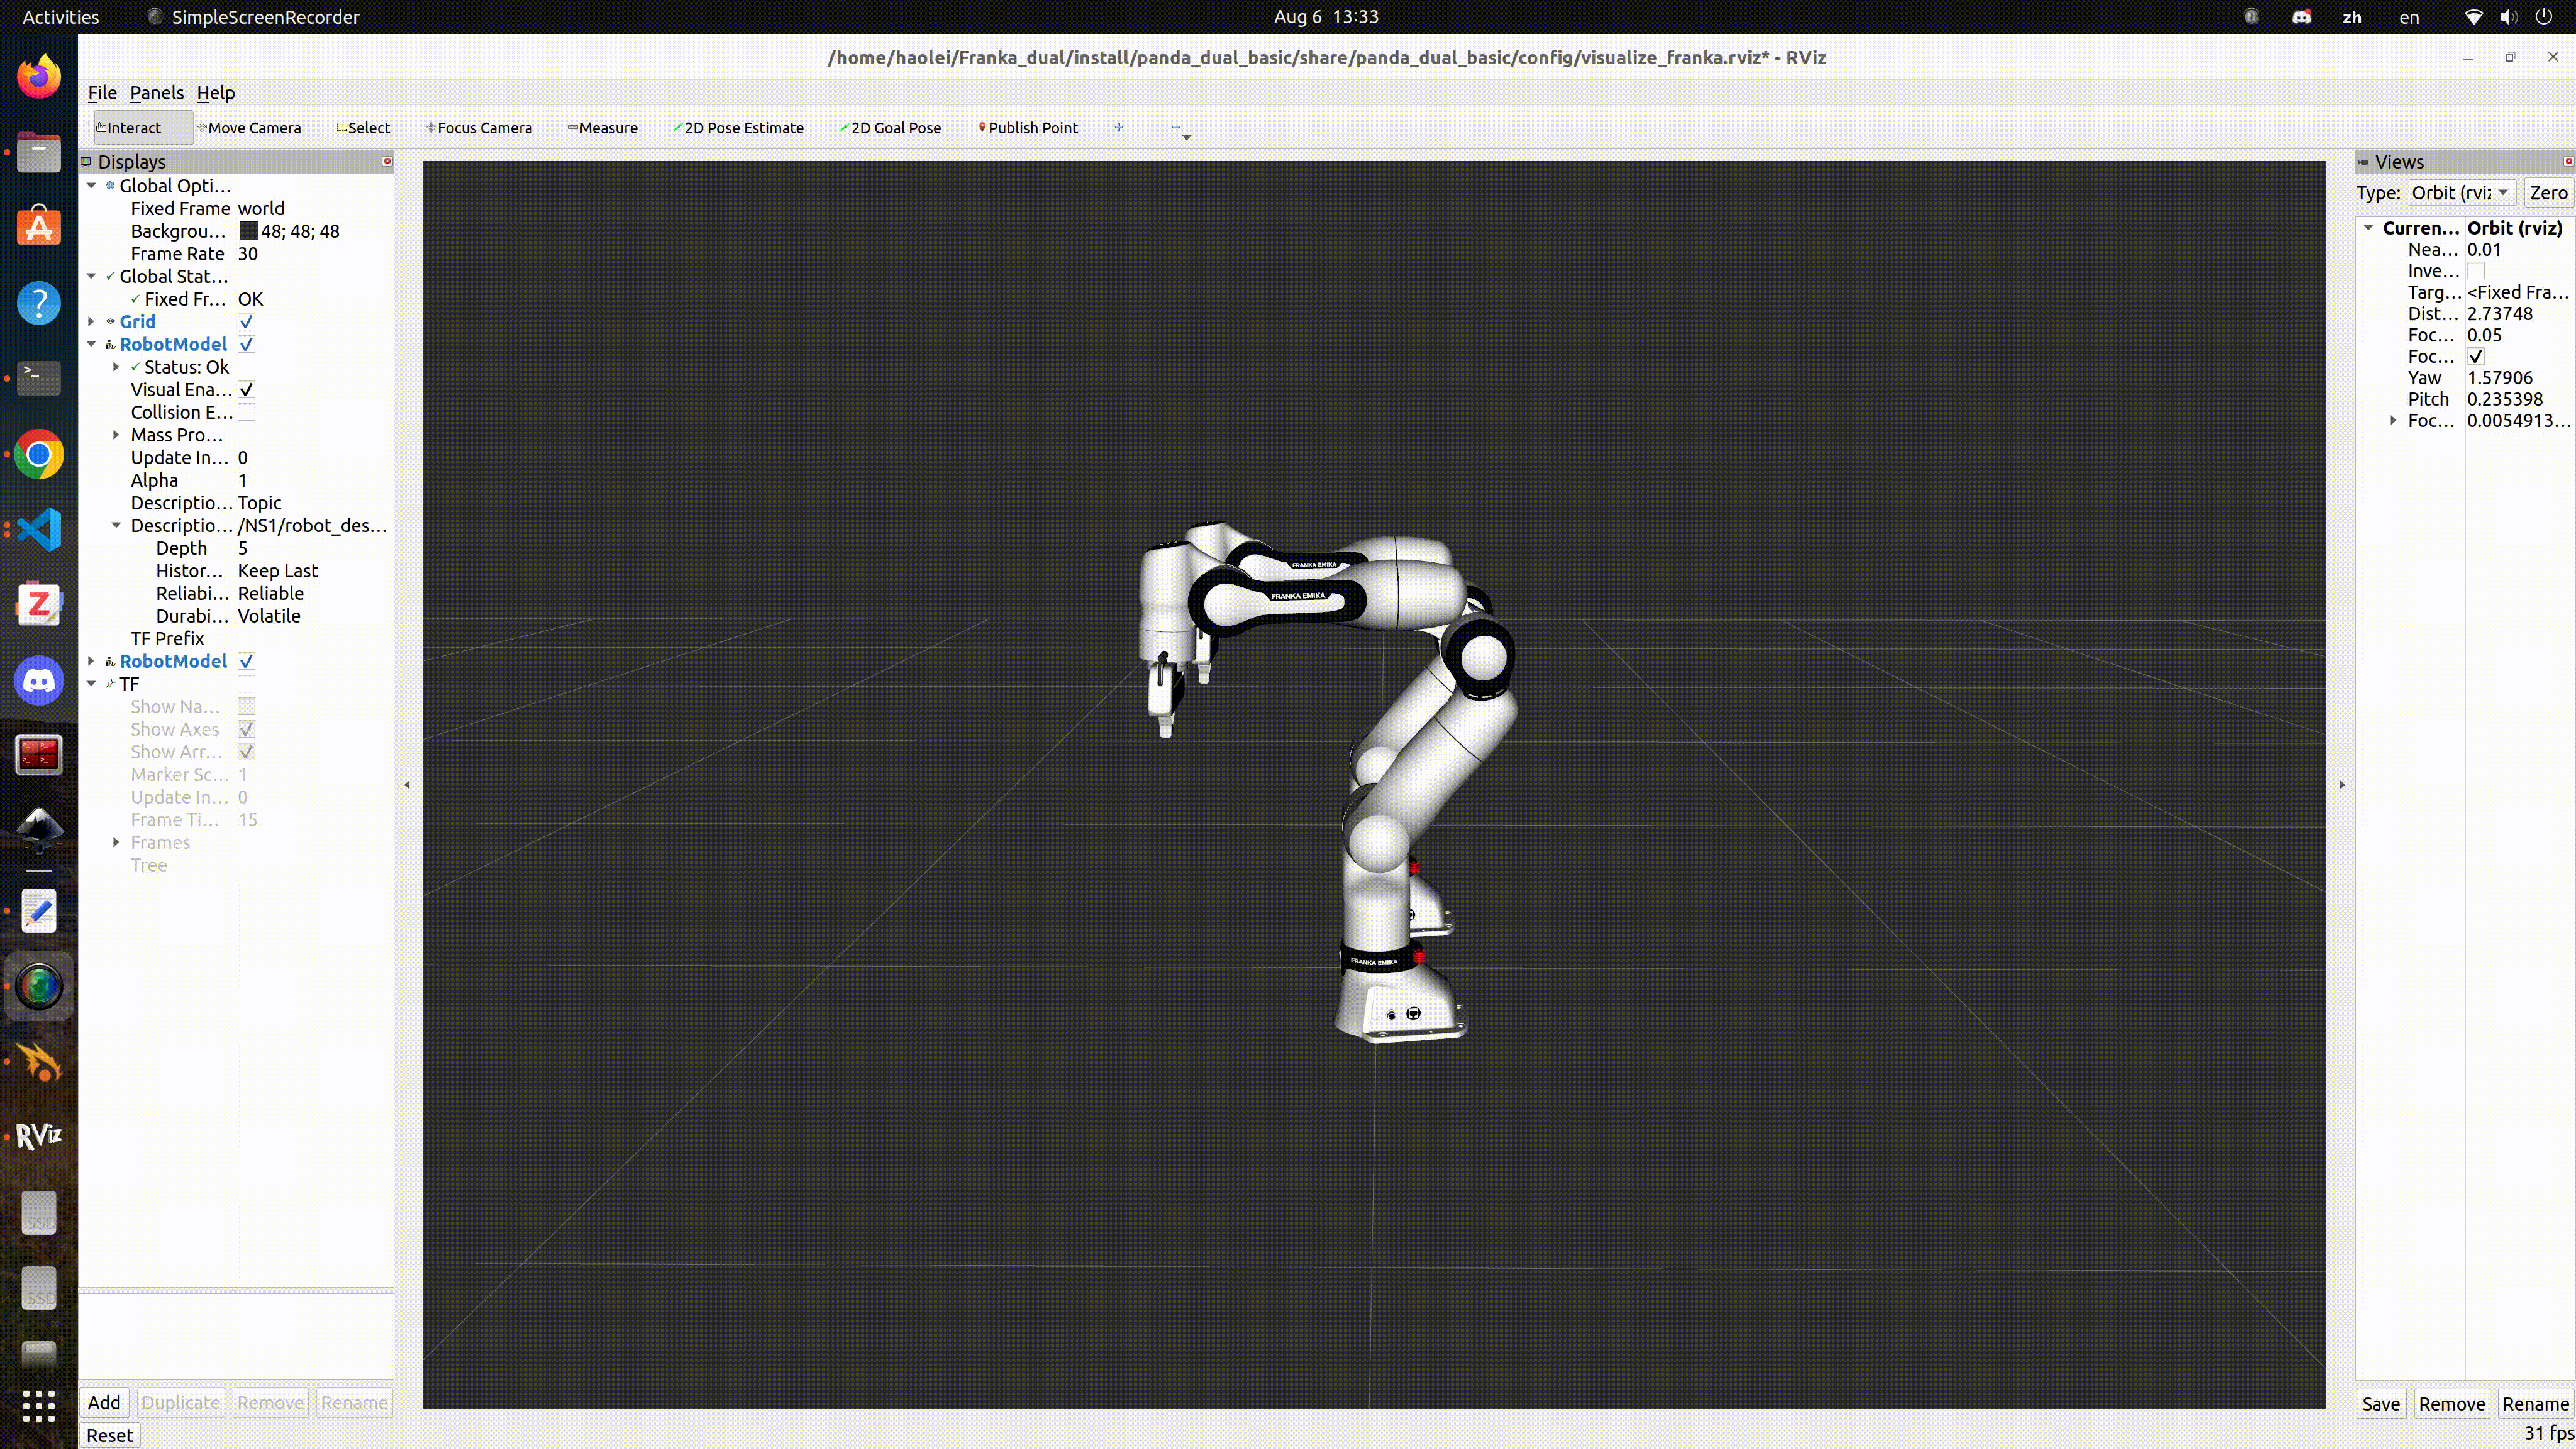 Activities SimpleScreenRecorder Aug 6 13:33 zh en
/home/haolei/Franka_dual/install/panda_dual_basic/share/panda_dual_basic/config/visualize_franka.rviz* - RViz
File Panels Help
Interact Move Camera Select Focus Camera Measure 2D Pose Estimate 2D Goal Pose Publish Point
Displays
Global Opti...
Fixed Frame world
Backgrou... 48; 48; 48
Frame Rate 30
Global Stat...
Fixed Fr... OK
Grid
RobotModel
Status: Ok
Visual Ena...
Collision E...
Mass Pro...
Update In... 0
Alpha 1
Descriptio... Topic
Descriptio... /NS1/robot_des...
Depth 5
Histor... Keep Last
Reliabi... Reliable
Durabi... Volatile
TF Prefix
RobotModel
TF
Show Na...
Show Axes
Show Arr...
Marker Sc... 1
Update In... 0
Frame Ti... 15
Frames
Tree
Add Duplicate Remove Rename
Reset
FRANKA EMIKA
FRANKA EMIKA
FRANKA EMIKA
Views
Type: Orbit (rviz Zero
Curren... Orbit (rviz)
Nea... 0.01
Inve...
Targ... <Fixed Fra...
Dist... 2.73748
Foc... 0.05
Foc...
Yaw 1.57906
Pitch 0.235398
Foc... 0.0054913...
Save Remove Rename
31 fps
RViz
SSD
SSD